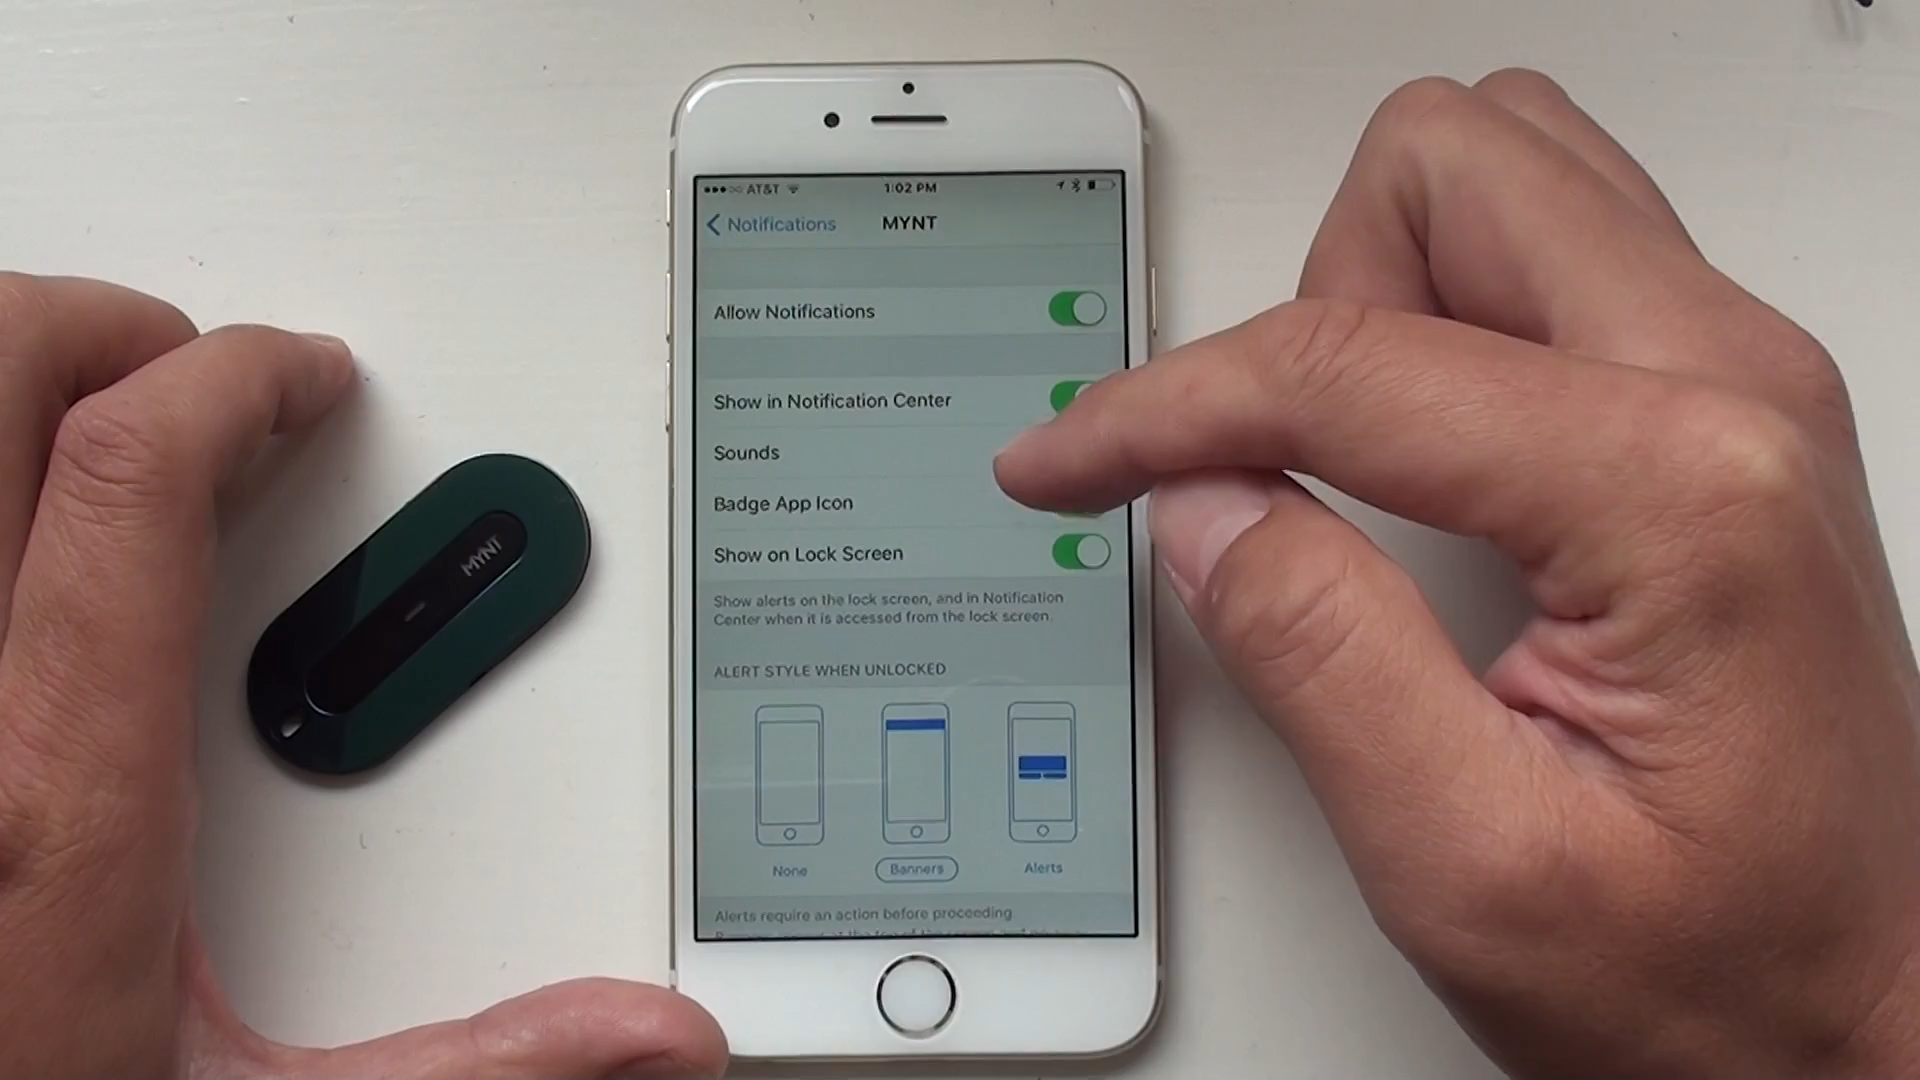 AT&T 1:02 PM
Notifications MYNT
Allow Notifications
Show in Notification Center
Sounds
Badge App Icon
Show on Lock Screen
Show alerts on the lock screen, and in Notification
Center when it is accessed from the lock screen.
ALERT STYLE WHEN UNLOCKED
None Banners Alerts
Alerts require an action before proceeding
MYNT